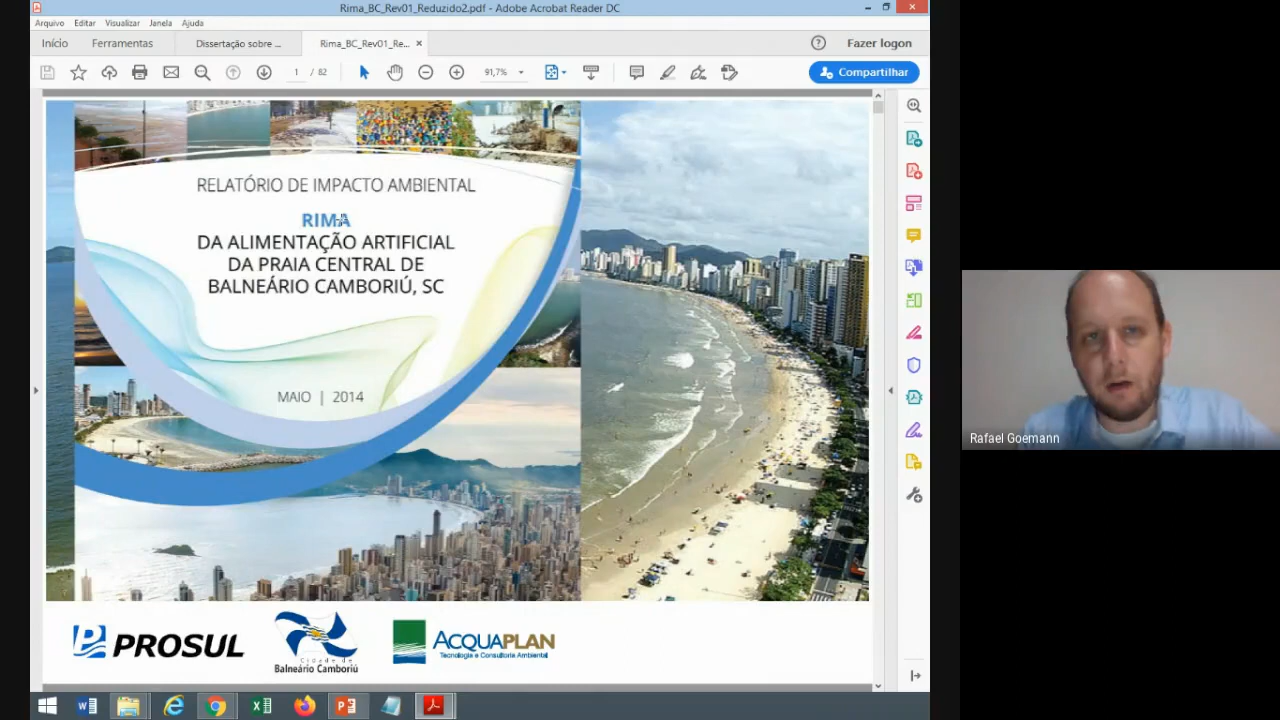 Rima_BC_Rev01_Reduzido2.pdf - Adobe Acrobat Reader DC
Arquivo Editar Visualizar Janela Ajuda
Início Ferramentas Dissertação sobre ... Rima_BC_Rev01_Re... × Fazer logon
1 / 82 91,7% Compartilhar
RELATÓRIO DE IMPACTO AMBIENTAL
RIMA
DA ALIMENTAÇÃO ARTIFICIAL
DA PRAIA CENTRAL DE
BALNEÁRIO CAMBORIÚ, SC
MAIO | 2014
Rafael Goemann
PROSUL
Cidade de
Balneário Camboriú
ACQUAPLAN
Tecnologia e Consultoria Ambiental